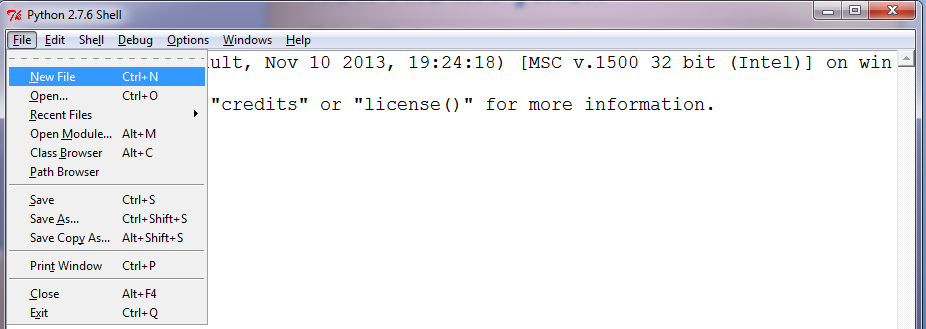 Python 2.7.6 Shell
File Edit Shell Debug Options Windows Help
ult, Nov 10 2013, 19:24:18) [MSC v.1500 32 bit (Intel)] on win
"credits" or "license()" for more information.
New File Ctrl+N
Open... Ctrl+O
Recent Files
Open Module... Alt+M
Class Browser Alt+C
Path Browser
Save Ctrl+S
Save As... Ctrl+Shift+S
Save Copy As... Alt+Shift+S
Print Window Ctrl+P
Close Alt+F4
Exit Ctrl+Q